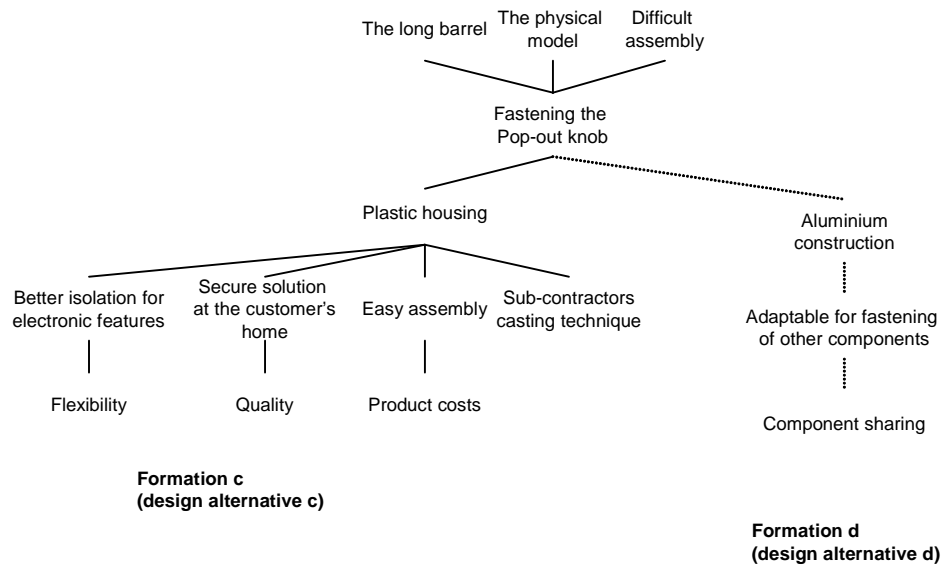 The long barrel
The physical
model
Difficult
assembly
Fastening the
Pop-out knob
Plastic housing
Aluminium
construction
Better isolation for
electronic features
Secure solution
at the customer’s
home
Easy assembly
Sub-contractors
casting technique
Adaptable for fastening
of other components
Flexibility
Quality
Product costs
Component sharing
Formation c
(design alternative c)
Formation d
(design alternative d)